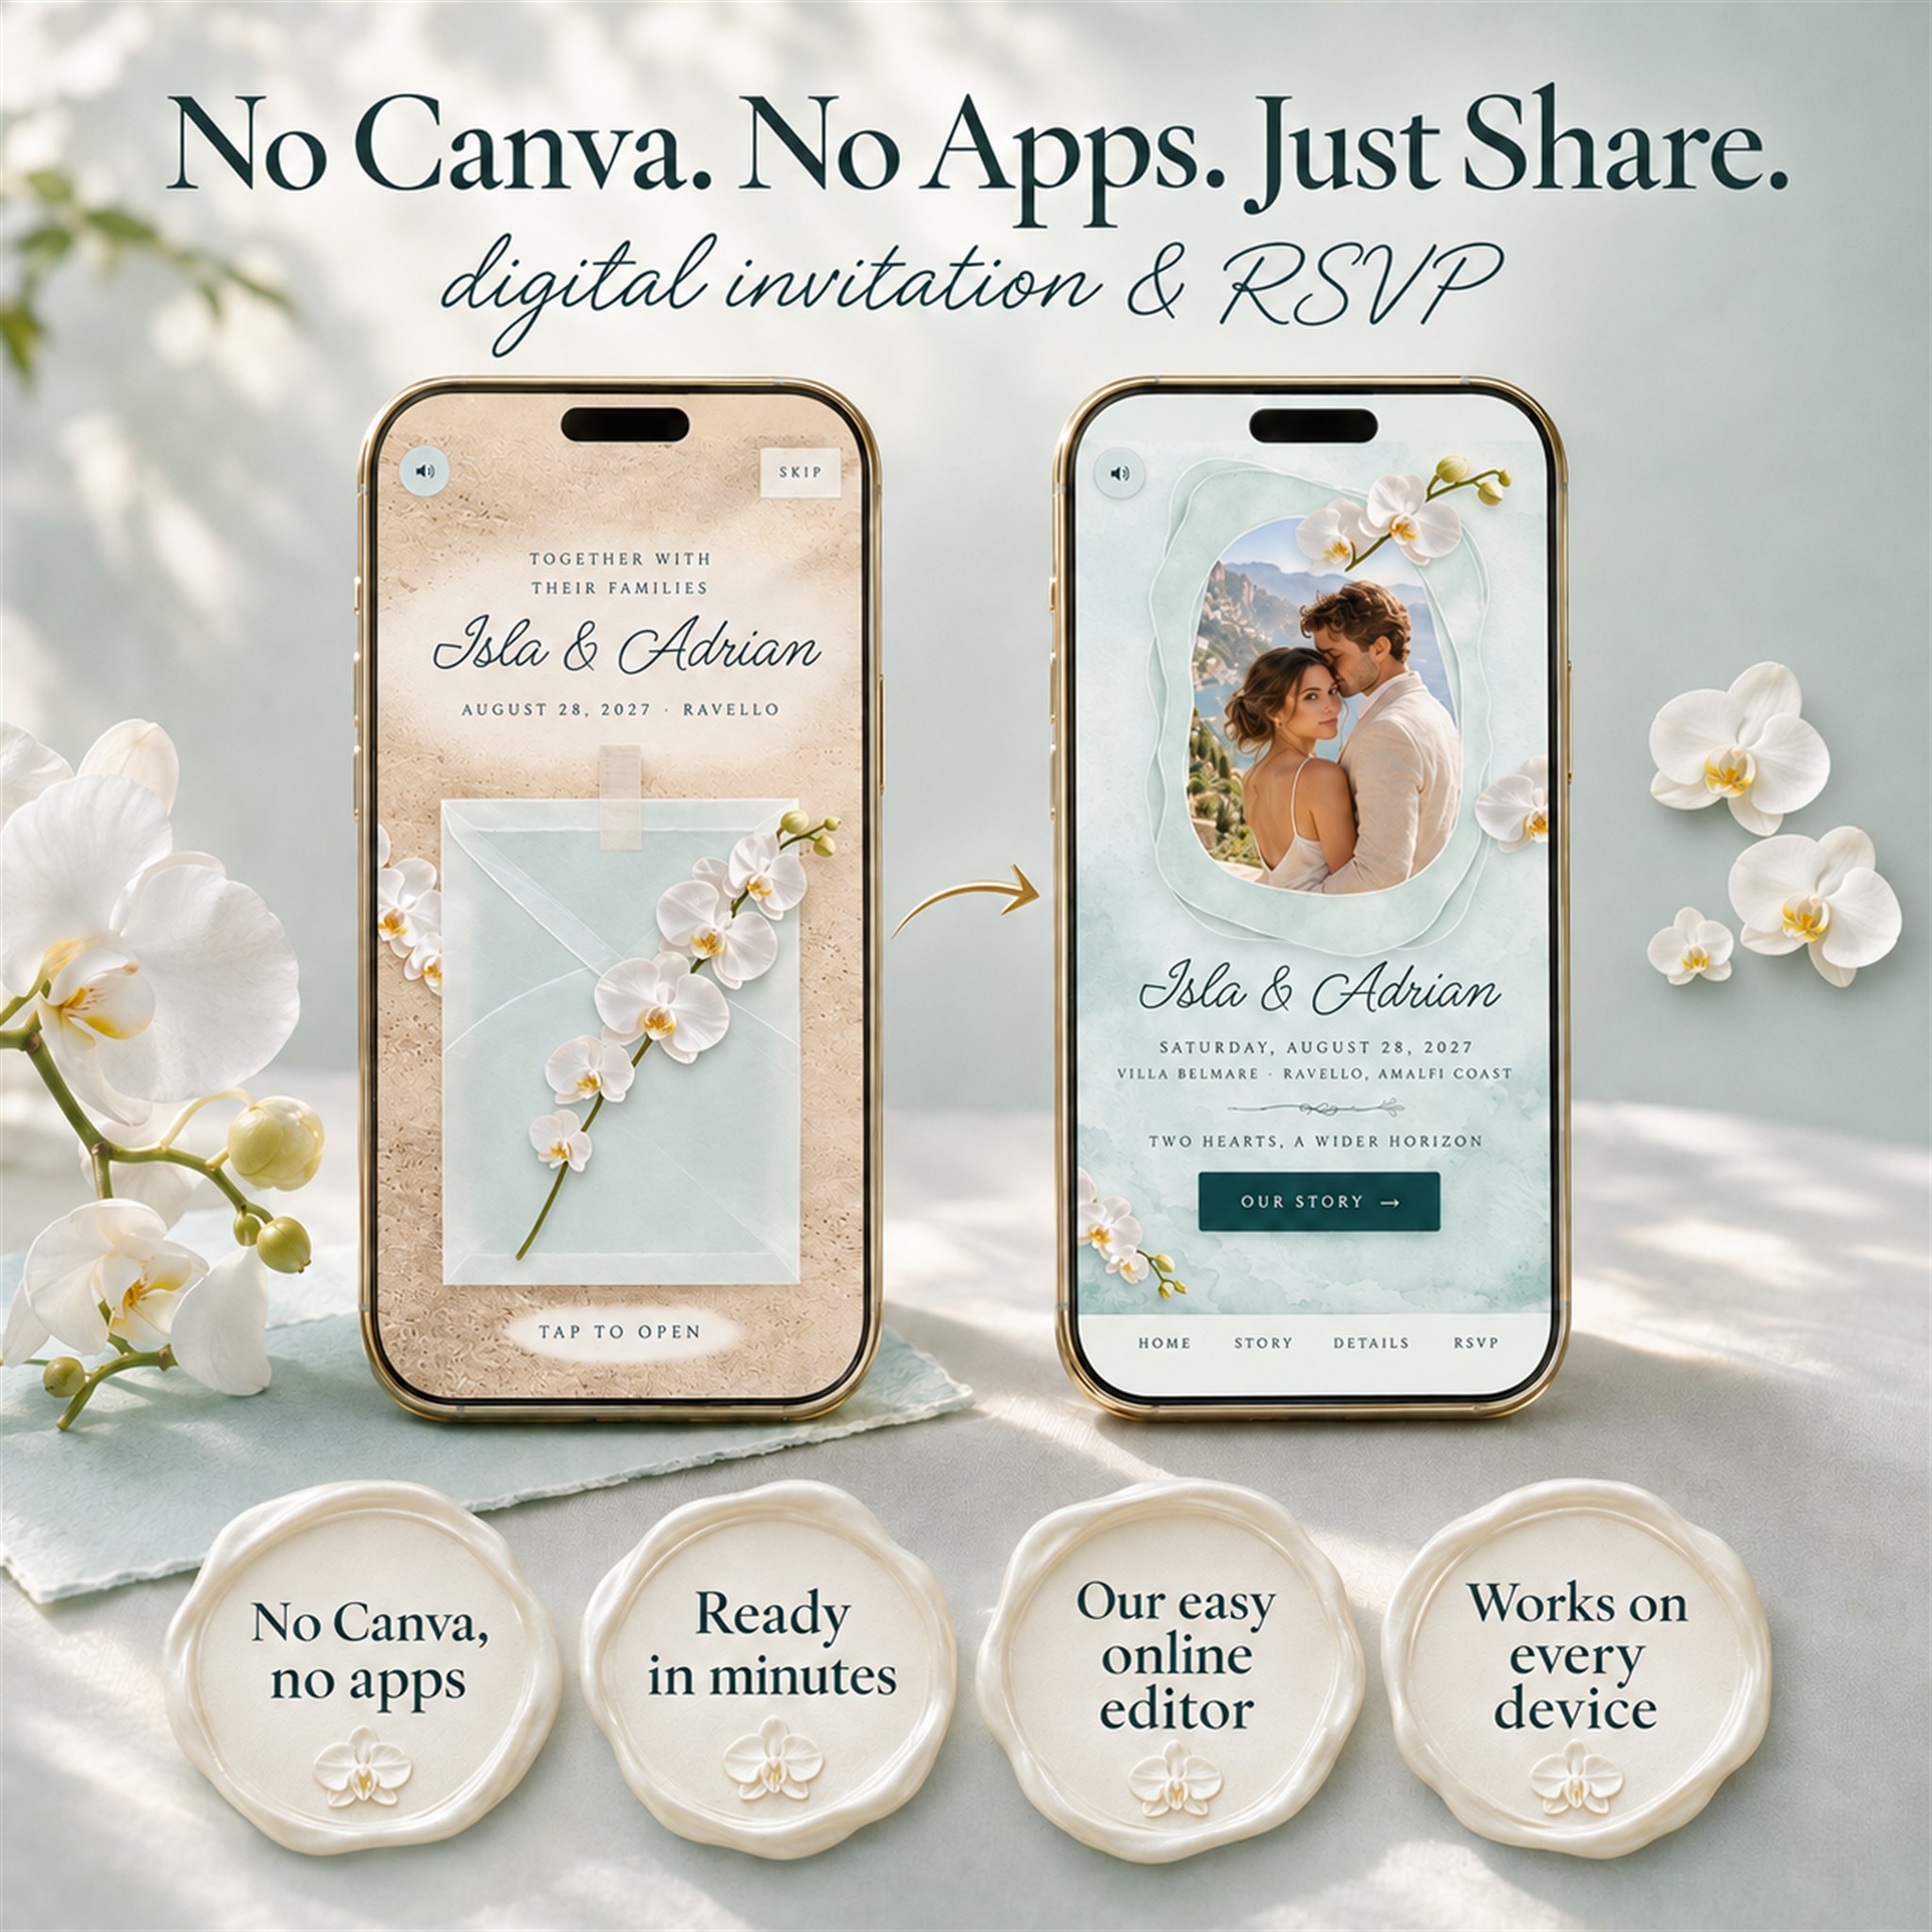 No Canva. No Apps. Just Share.
digital invitation & RSVP
SKIP
TOGETHER WITH
THEIR FAMILIES
Isla & Adrian
AUGUST 28, 2027 · RAVELLO
TAP TO OPEN
Isla & Adrian
SATURDAY, AUGUST 28, 2027
VILLA BELMARE · RAVELLO, AMALFI COAST
TWO HEARTS, A WIDER HORIZON
OUR STORY →
HOME STORY DETAILS RSVP
No Canva,
no apps
Ready
in minutes
Our easy
online
editor
Works on
every
device